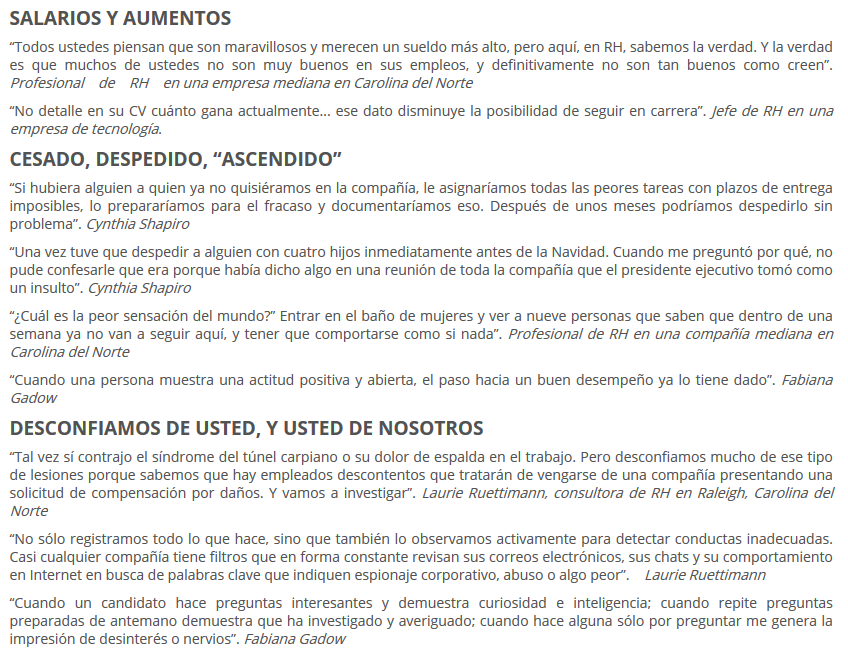 SALARIOS Y AUMENTOS
“Todos ustedes piensan que son maravillosos y merecen un sueldo más alto, pero aquí, en RH, sabemos la verdad. Y la verdad
es que muchos de ustedes no son muy buenos en sus empleos, y definitivamente no son tan buenos como creen”.
Profesional de RH en una empresa mediana en Carolina del Norte
“No detalle en su CV cuánto gana actualmente... ese dato disminuye la posibilidad de seguir en carrera”. Jefe de RH en una
empresa de tecnología.
CESADO, DESPEDIDO, “ASCENDIDO”
“Si hubiera alguien a quien ya no quisiéramos en la compañía, le asignaríamos todas las peores tareas con plazos de entrega
imposibles, lo prepararíamos para el fracaso y documentaríamos eso. Después de unos meses podríamos despedirlo sin
problema”. Cynthia Shapiro
“Una vez tuve que despedir a alguien con cuatro hijos inmediatamente antes de la Navidad. Cuando me preguntó por qué, no
pude confesarle que era porque había dicho algo en una reunión de toda la compañía que el presidente ejecutivo tomó como
un insulto”. Cynthia Shapiro
“¿Cuál es la peor sensación del mundo?” Entrar en el baño de mujeres y ver a nueve personas que saben que dentro de una
semana ya no van a seguir aquí, y tener que comportarse como si nada”. Profesional de RH en una compañía mediana en
Carolina del Norte
“Cuando una persona muestra una actitud positiva y abierta, el paso hacia un buen desempeño ya lo tiene dado”. Fabiana
Gadow
DESCONFIAMOS DE USTED, Y USTED DE NOSOTROS
“Tal vez sí contrajo el síndrome del túnel carpiano o su dolor de espalda en el trabajo. Pero desconfiamos mucho de ese tipo
de lesiones porque sabemos que hay empleados descontentos que tratarán de vengarse de una compañía presentando una
solicitud de compensación por daños. Y vamos a investigar”. Laurie Ruettimann, consultora de RH en Raleigh, Carolina del
Norte
“No sólo registramos todo lo que hace, sino que también lo observamos activamente para detectar conductas inadecuadas.
Casi cualquier compañía tiene filtros que en forma constante revisan sus correos electrónicos, sus chats y su comportamiento
en Internet en busca de palabras clave que indiquen espionaje corporativo, abuso o algo peor”. Laurie Ruettimann
“Cuando un candidato hace preguntas interesantes y demuestra curiosidad e inteligencia; cuando repite preguntas
preparadas de antemano demuestra que ha investigado y averiguado; cuando hace alguna sólo por preguntar me genera la
impresión de desinterés o nervios”. Fabiana Gadow